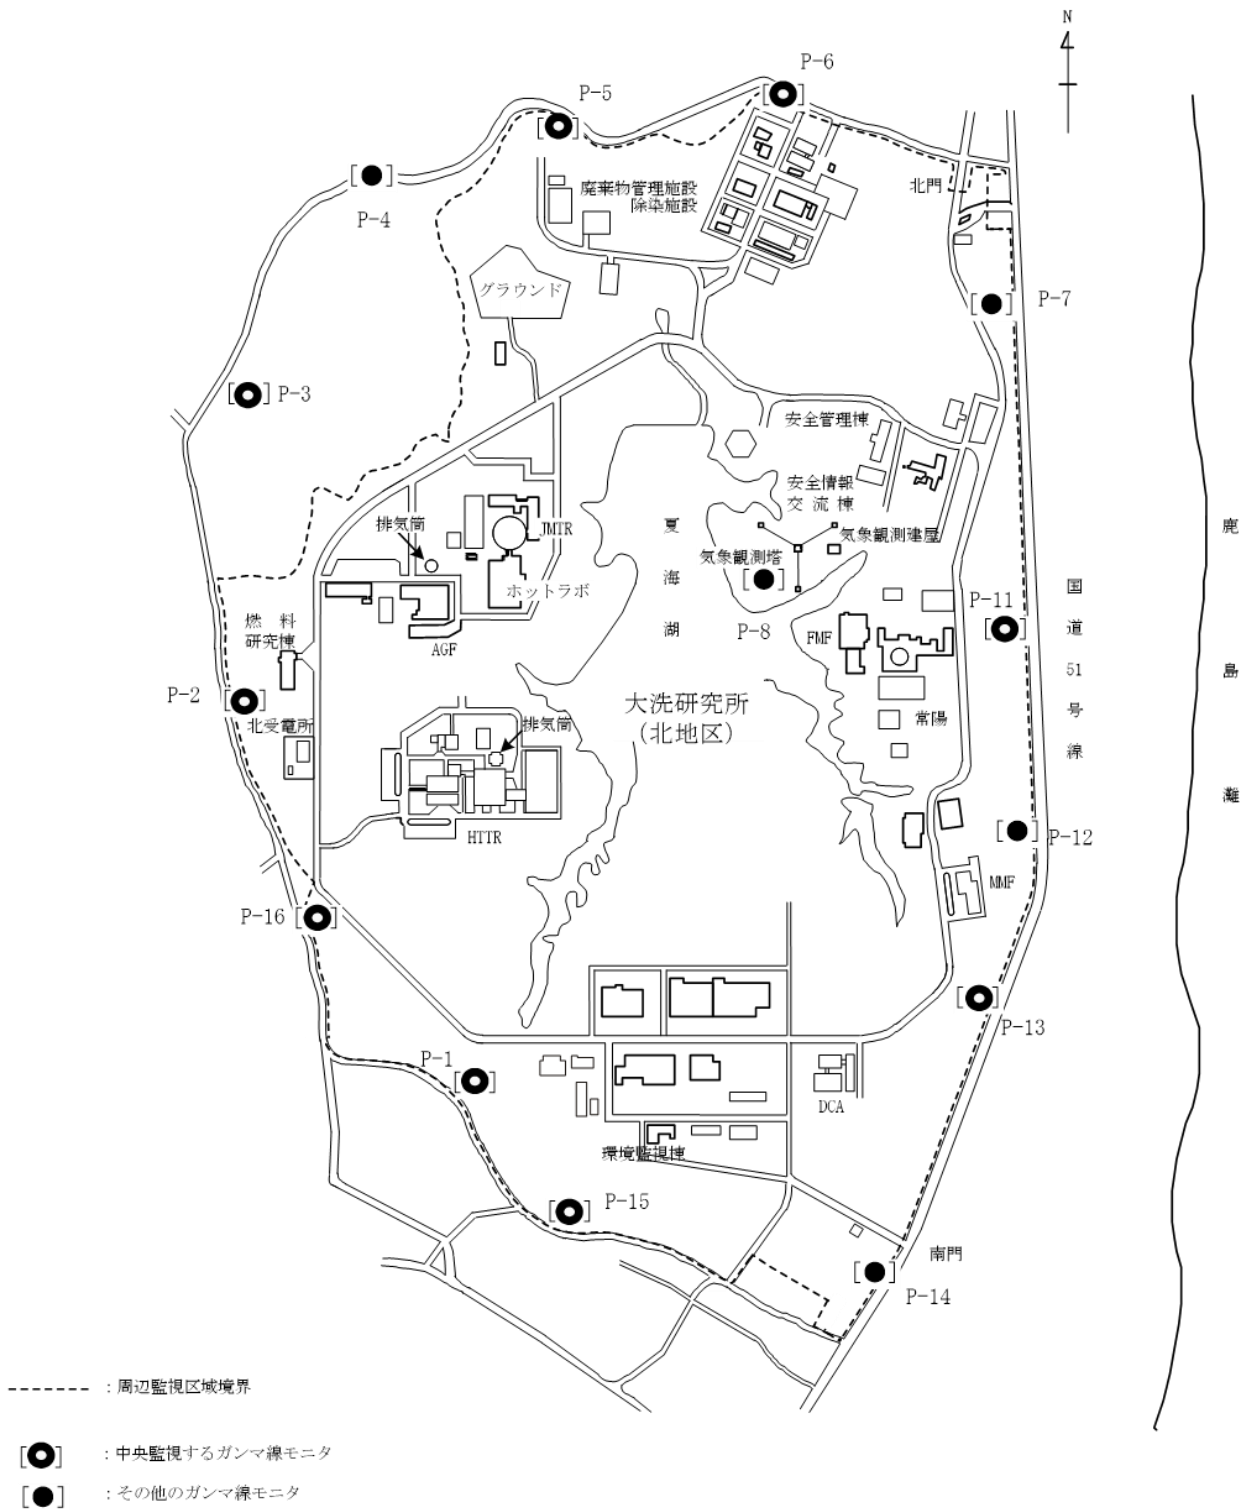 N
P-6
P-5
北門
廃棄物管理施設
除染施設
P-4
グラウンド
P-7
P-3
安全管理棟
安全情報
交流棟
排気筒
JMTR
夏海湖
気象観測建屋
気象観測塔
鹿島灘
国道51号線
ホットラボ
P-11
燃料
研究棟
AGF
P-8
FMF
P-2
大洗研究所
(北地区)
北受電所
排気筒
常陽
HTTR
P-12
MMF
P-16
P-13
P-1
DCA
環境監視棟
P-15
南門
P-14
:周辺監視区域境界
:中央監視するガンマ線モニタ
:その他のガンマ線モニタ